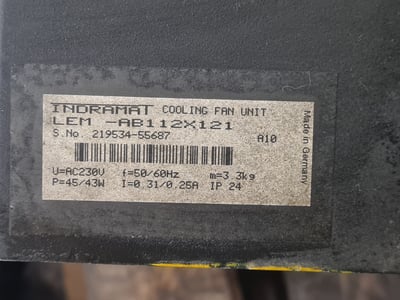 INDRAMAT COOLING FAN UNIT
LEM -AB112X121
S.No. 219534-55687 A10
U=AC230V f=50/60Hz m=3.3kg
P=45/43W I=0.31/0.25A IP 24
Made in Germany